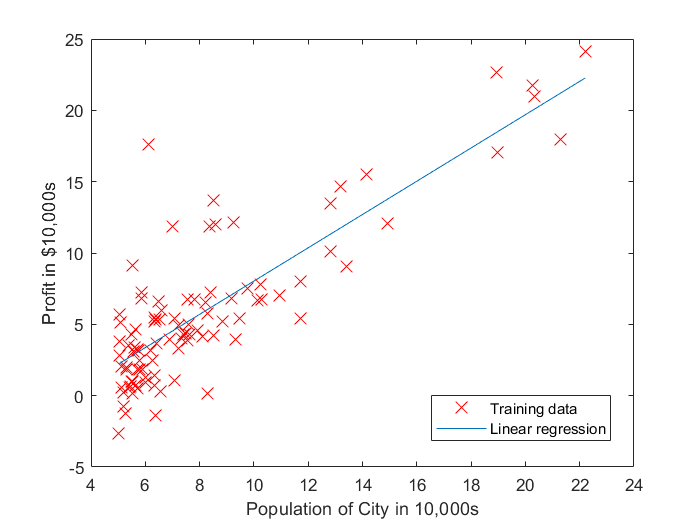 25
20
15
10
5
0
-5
Profit in $10,000s
Training data
Linear regression
4 6 8 10 12 14 16 18 20 22 24
Population of City in 10,000s